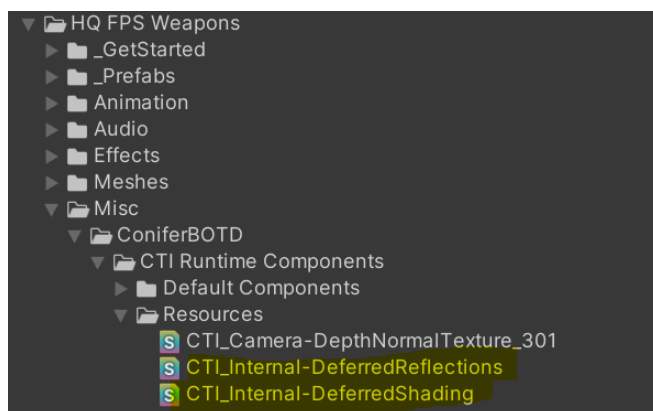 HQ FPS Weapons
_GetStarted
_Prefabs
Animation
Audio
Effects
Meshes
Misc
ConiferBOTD
CTI Runtime Components
Default Components
Resources
S CTI_Camera-DepthNormalTexture_301
S CTI_Internal-DeferredReflections
S CTI_Internal-DeferredShading